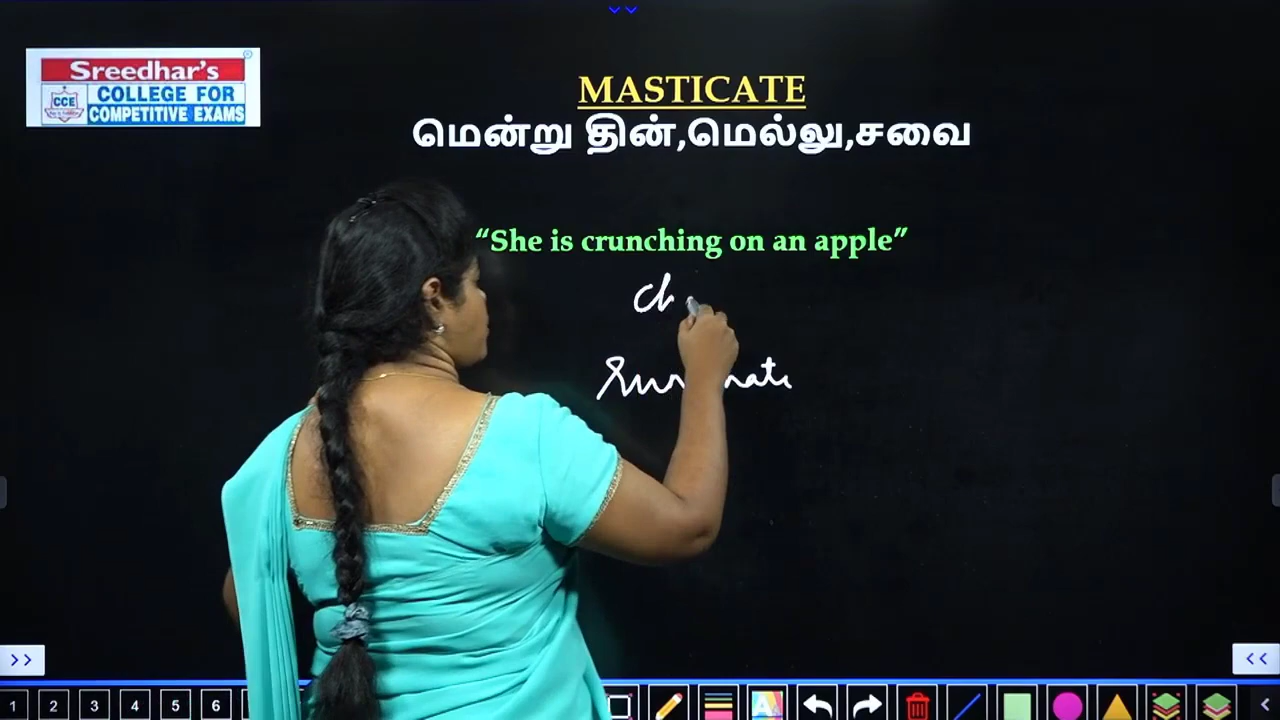 Sreedhar's
CCE
COLLEGE FOR
COMPETITIVE EXAMS
MASTICATE
மென்று தின்,மெல்லு,சவை
“She is crunching on an apple”
Ch
>>
<<
1 2 3 4 5 6